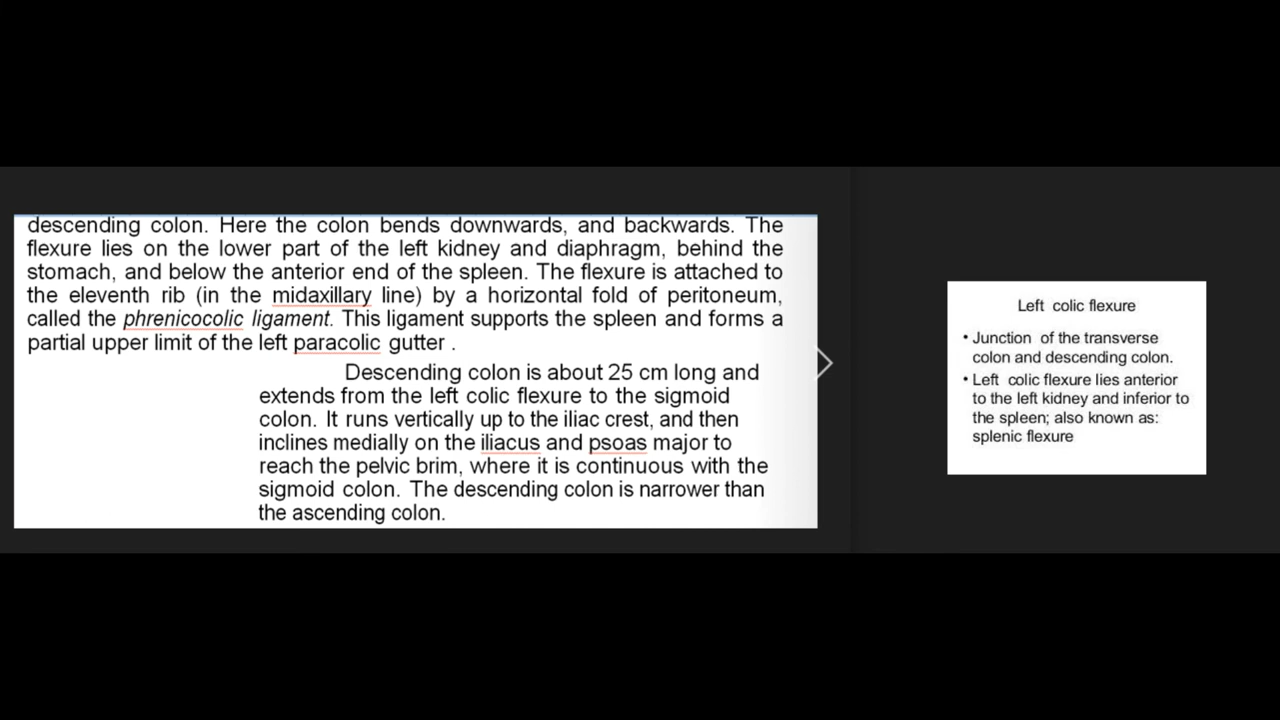 descending colon. Here the colon bends downwards, and backwards. The
flexure lies on the lower part of the left kidney and diaphragm, behind the
stomach, and below the anterior end of the spleen. The flexure is attached to
the eleventh rib (in the midaxillary line) by a horizontal fold of peritoneum,
called the phrenicocolic ligament. This ligament supports the spleen and forms a
partial upper limit of the left paracolic gutter .
Descending colon is about 25 cm long and
extends from the left colic flexure to the sigmoid
colon. It runs vertically up to the iliac crest, and then
inclines medially on the iliacus and psoas major to
reach the pelvic brim, where it is continuous with the
sigmoid colon. The descending colon is narrower than
the ascending colon.
Left colic flexure
• Junction of the transverse
colon and descending colon.
• Left colic flexure lies anterior
to the left kidney and inferior to
the spleen; also known as:
splenic flexure